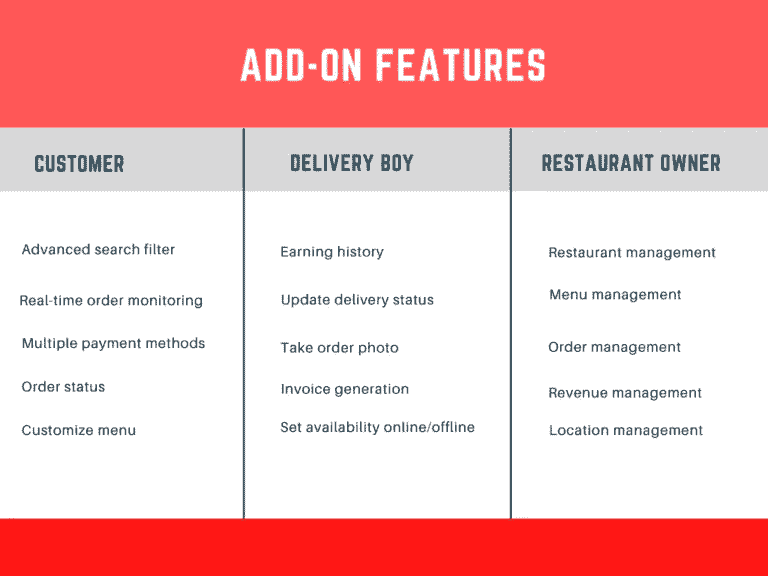 ADD-ON FEATURES
CUSTOMER
Advanced search filter
Real-time order monitoring
Multiple payment methods
Order status
Customize menu
DELIVERY BOY
Earning history
Update delivery status
Take order photo
Invoice generation
Set availability online/offline
RESTAURANT OWNER
Restaurant management
Menu management
Order management
Revenue management
Location management